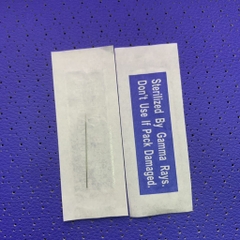 Sterilized By Gamma Rays.
Don't Use If Pack Damaged.